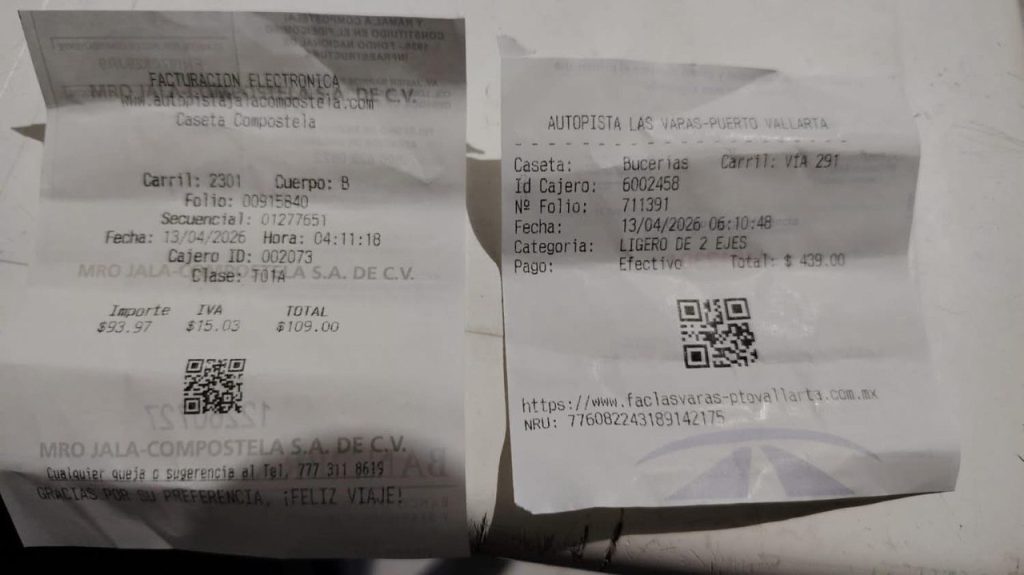 FACTURACION ELECTRONICA
www.autopistajalacompostela.com
Caseta Compostela
Carril: 2301 Cuerpo: B
Folio: 00915840
Secuencial: 01277651
Fecha: 13/04/2026 Hora: 04:11:18
Cajero ID: 002073
MRO JALA-COMPOSTELA S.A. DE C.V.
Clase: T01A
Importe IVA TOTAL
$93.97 $15.03 $109.00
MRO JALA-COMPOSTELA S.A. DE C.V.
Cualquier queja o sugerencia al Tel, 777 311 8619
GRACIAS POR SU PREFERENCIA, ¡FELIZ VIAJE!
AUTOPISTA LAS VARAS-PUERTO VALLARTA
Caseta: Bucerias Carril: VIA 291
Id Cajero: 6002458
Nº Folio: 711391
Fecha: 13/04/2026 06:10:48
Categoria: LIGERO DE 2 EJES
Pago: Efectivo Total: $ 439.00
https://www.faclasvaras-ptovallarta.com.mx
NRU: 776082243189142175